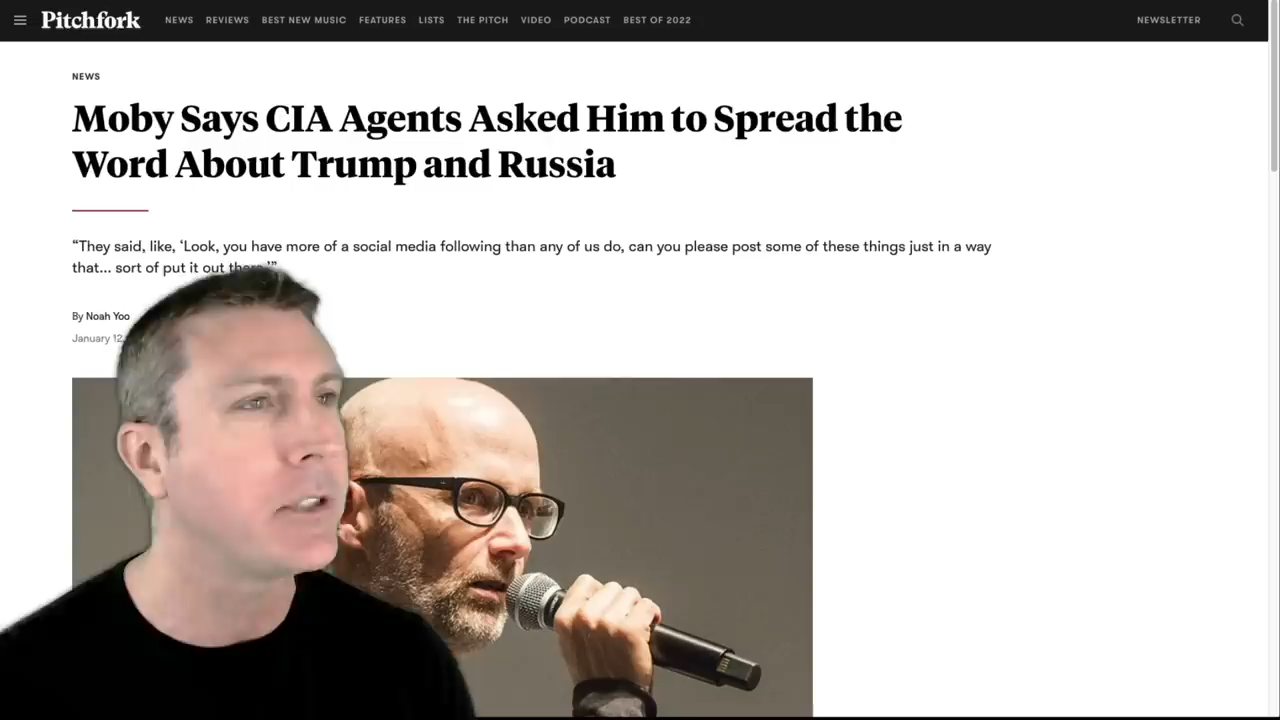 Pitchfork NEWS REVIEWS BEST NEW MUSIC FEATURES LISTS THE PITCH VIDEO PODCAST BEST OF 2022 NEWSLETTER
NEWS
Moby Says CIA Agents Asked Him to Spread the
Word About Trump and Russia
“They said, like, ‘Look, you have more of a social media following than any of us do, can you please post some of these things just in a way
that... sort of put it out there.’”
By Noah Yoo
January 12